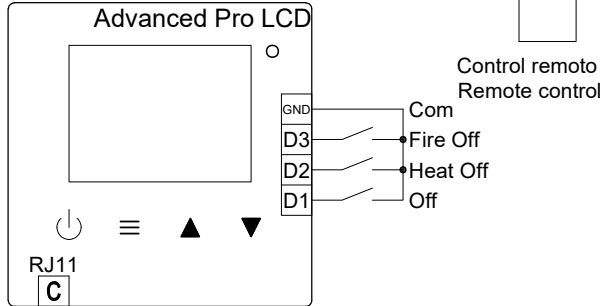 Advanced Pro LCD
Control remoto
Remote control
GND Com
D3 Fire Off
D2 Heat Off
D1 Off
RJ11
C